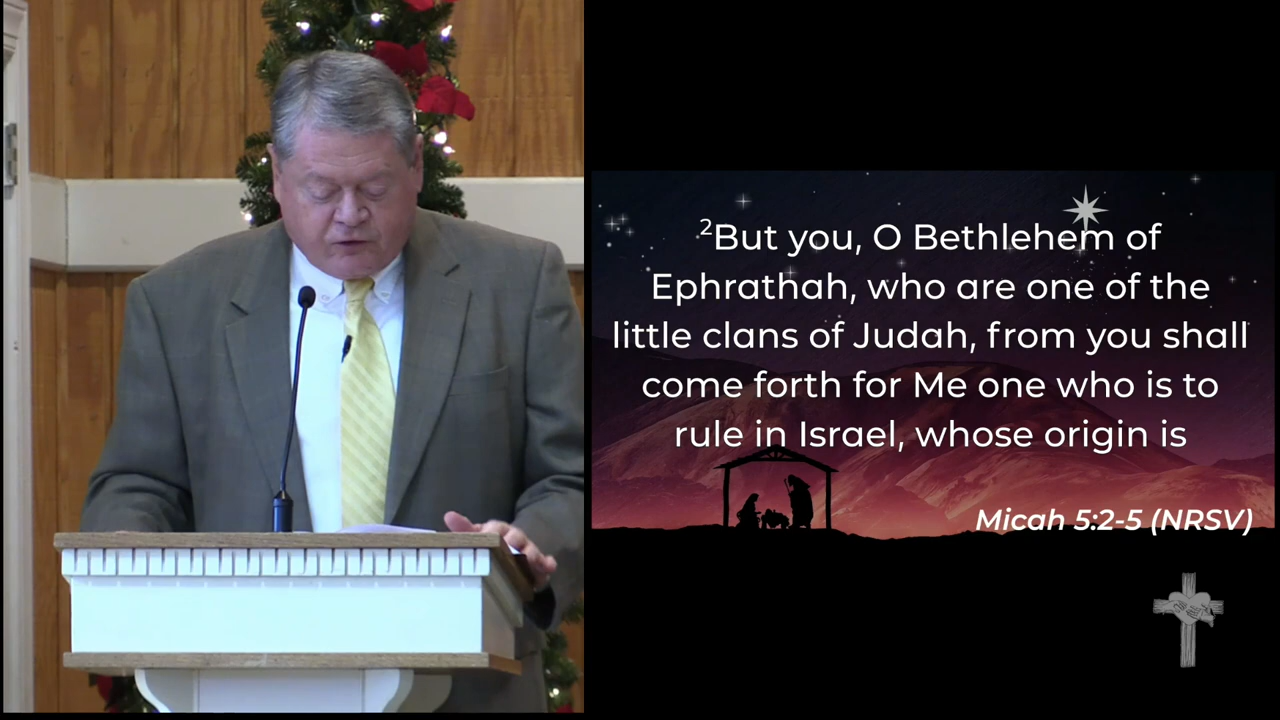 ²But you, O Bethlehem of
Ephrathah, who are one of the
little clans of Judah, from you shall
come forth for Me one who is to
rule in Israel, whose origin is
Micah 5:2-5 (NRSV)